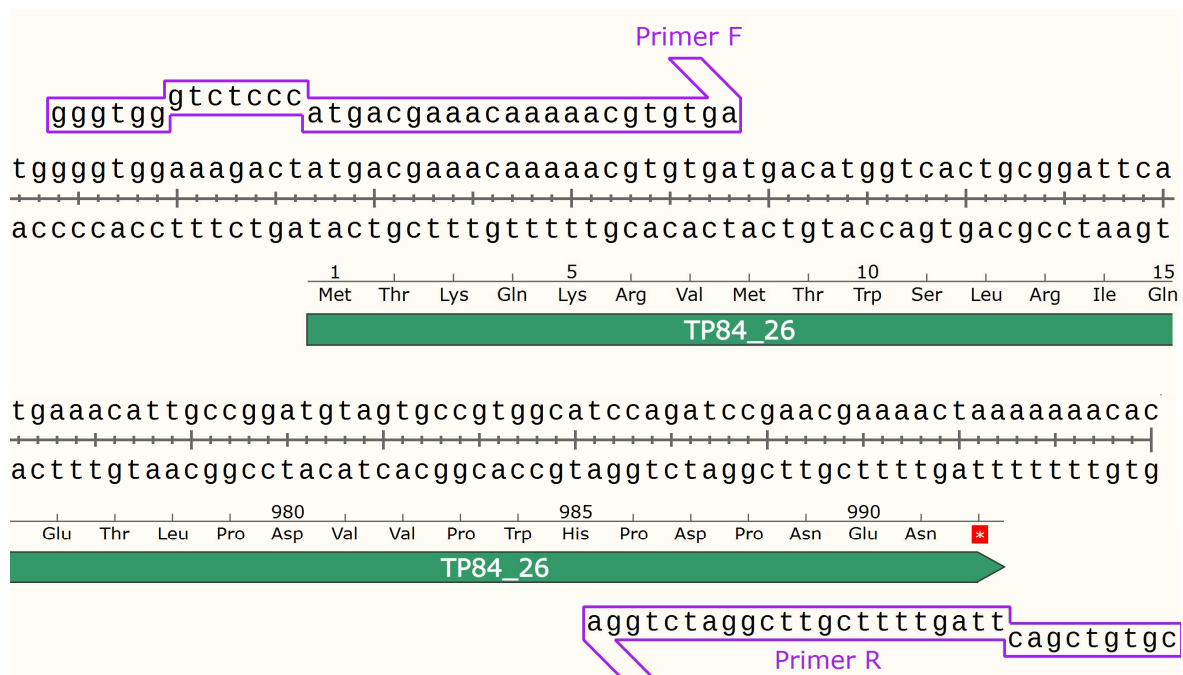 Primer F
gtctccc
gggtgg atgacgaaacaaaaacgtgtga
tggggtggaaagactatgacgaaacaaaaacgtgtgatgacatggtcactgcggattca
accccacctttctgatactgctttgtttttgcacactactgtaccagtgacgcctaagt
1 5 10 15
Met Thr Lys Gln Lys Arg Val Met Thr Trp Ser Leu Arg Ile Gln
TP84_26
tgaaacattgccggatgtagtgccgtggcatccagatccgaacgaaaactaaaaaaacac
actttgtaacggcctacatcacggcaccgtaggtctaggcttgcttttgatttttttgtg
980 985 990
Glu Thr Leu Pro Asp Val Val Pro Trp His Pro Asp Pro Asn Glu Asn *
TP84_26
aggtctaggcttgcttttgatt
cagctgtgc
Primer R